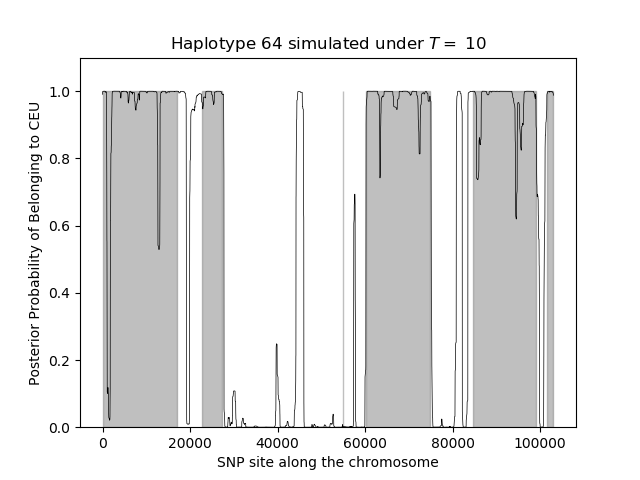 Haplotype 64 simulated under T = 10
Posterior Probability of Belonging to CEU
1.0
0.8
0.6
0.4
0.2
0.0
0 20000 40000 60000 80000 100000
SNP site along the chromosome